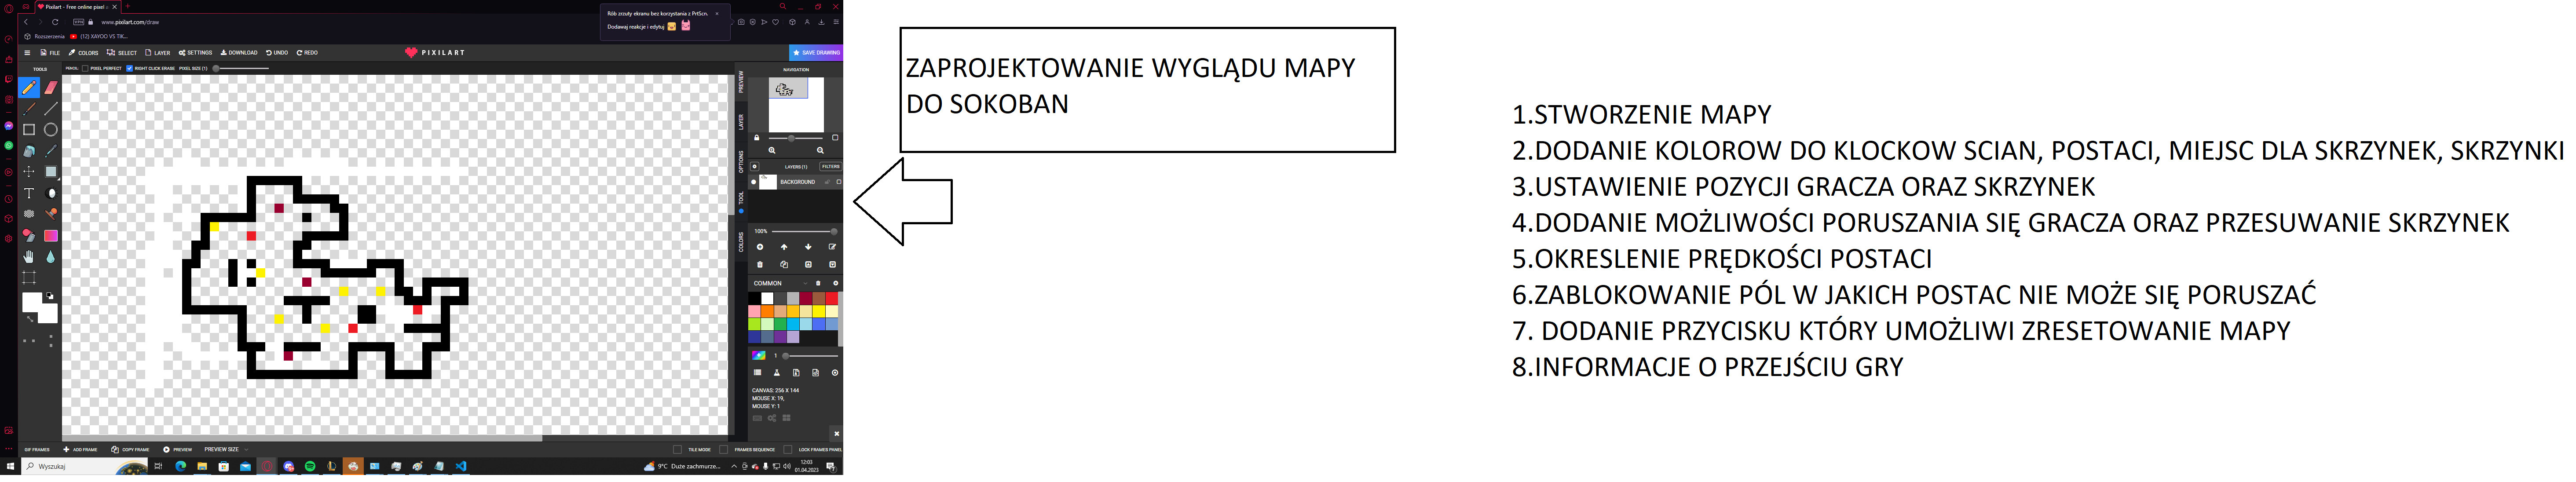 Pixilart - Free online pixel a
www.pixilart.com/draw
Rozszerzenia
(12) XAYOO VS TIK...
Rób zrzuty ekranu bez korzystania z PrtScn.
Dodawaj reakcje i edytuj
FILE
COLORS
SELECT
LAYER
SETTINGS
DOWNLOAD
UNDO
REDO
PIXILART
SAVE DRAWING
TOOLS
PENCIL:
PIXEL PERFECT
RIGHT CLICK ERASE
PIXEL SIZE (1)
PREVIEW
LAYER
OPTIONS
TOOL
COLORS
NAVIGATION
LAYERS (1)
FILTERS
BACKGROUND
100%
COMMON
1
CANVAS: 256 X 144
MOUSE X: 19,
MOUSE Y: 1
GIF FRAMES
ADD FRAME
COPY FRAME
PREVIEW
PREVIEW SIZE
TILE MODE
FRAMES SEQUENCE
LOCK FRAMES PANEL
Wyszukaj
9°C Duże zachmurze...
12:03
01.04.2023
ZAPROJEKTOWANIE WYGLĄDU MAPY
DO SOKOBAN
1.STWORZENIE MAPY
2.DODANIE KOLOROW DO KLOCKOW SCIAN, POSTACI, MIEJSC DLA SKRZYNEK, SKRZYNKI
3.USTAWIENIE POZYCJI GRACZA ORAZ SKRZYNEK
4.DODANIE MOŻLIWOŚCI PORUSZANIA SIĘ GRACZA ORAZ PRZESUWANIE SKRZYNEK
5.OKRESLENIE PRĘDKOŚCI POSTACI
6.ZABLOKOWANIE PÓL W JAKICH POSTAC NIE MOŻE SIĘ PORUSZAĆ
7. DODANIE PRZYCISKU KTÓRY UMOŻLIWI ZRESETOWANIE MAPY
8.INFORMACJE O PRZEJŚCIU GRY